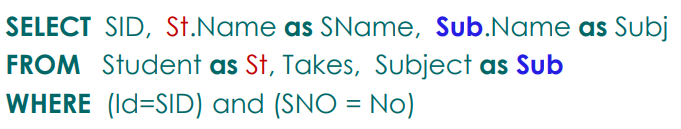 SELECT SID, St.Name as SName, Sub.Name as Subj
FROM Student as St, Takes, Subject as Sub
WHERE (Id=SID) and (SNO = No)